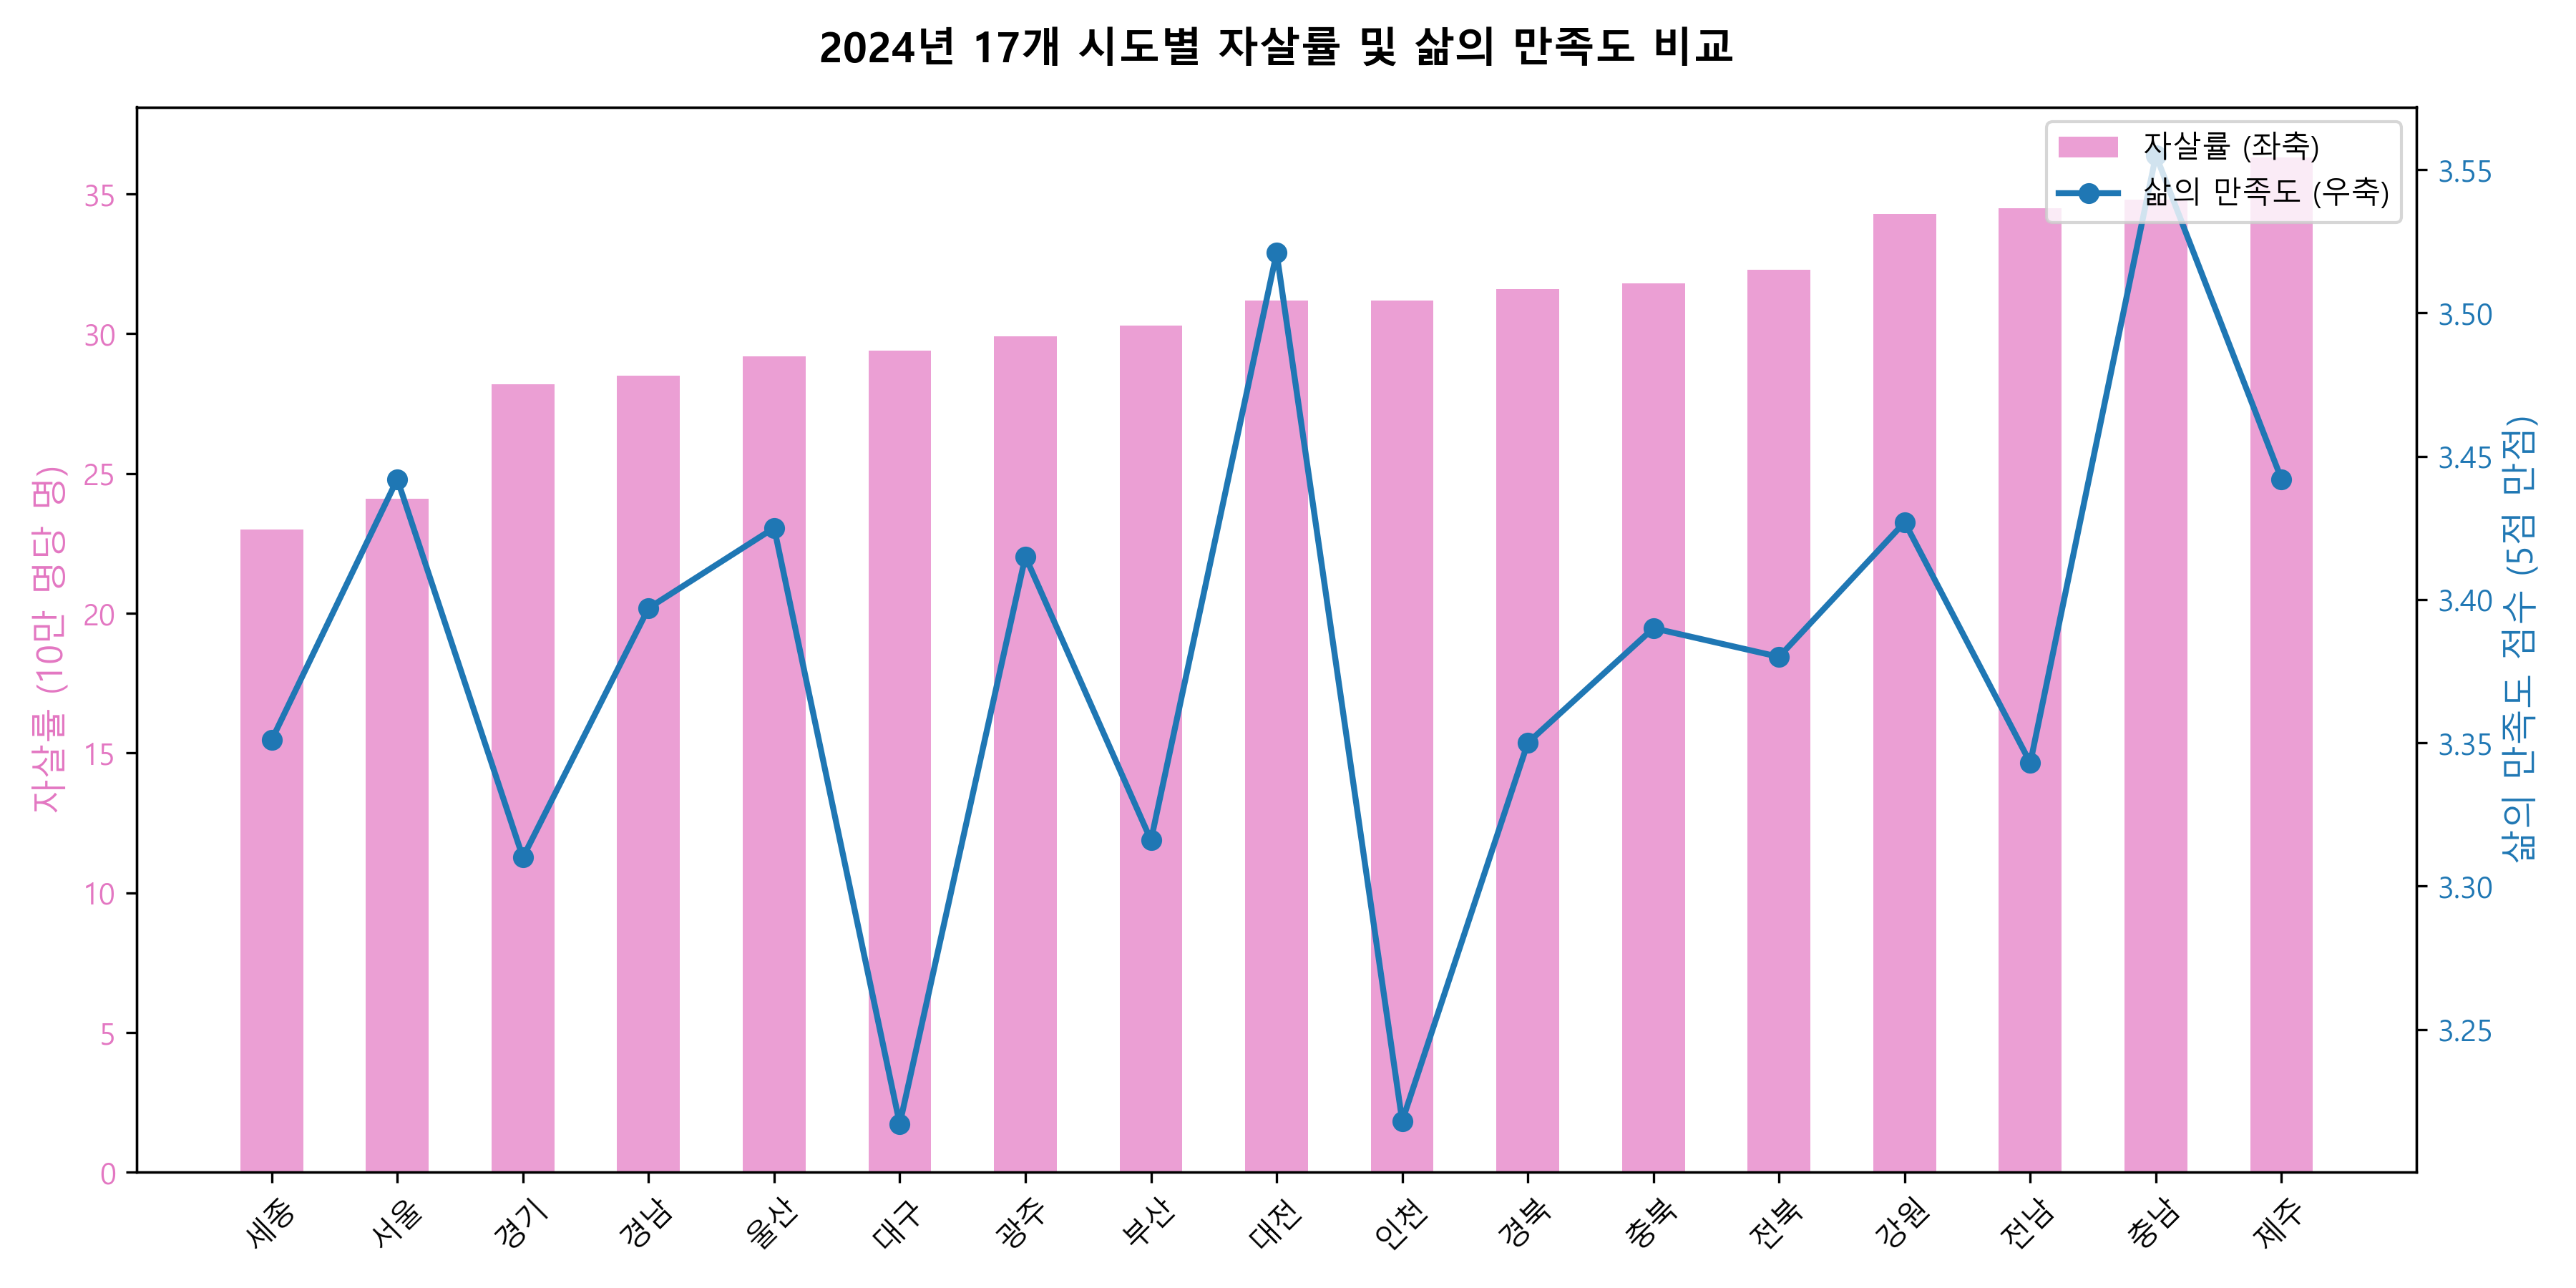 2024년 17개 시도별 자살률 및 삶의 만족도 비교
자살률 (좌축)
삶의 만족도 (우축)
자살률 (10만 명당 명)
35
30
25
20
15
10
5
0
3.55
3.50
3.45
3.40
3.35
3.30
3.25
삶의 만족도 점수 (5점 만점)
세종
서울
경기
경남
울산
대구
광주
부산
대전
인천
경북
충북
전북
강원
전남
충남
제주